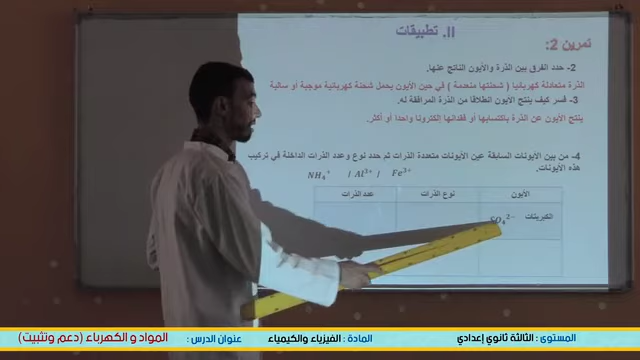 II. تطبيقات
تمرين 2:
2- حدد الفرق بين الذرة والأيون الناتج عنها.
الذرة متعادلة كهربائيا ( شحنتها منعدمة ) في حين الأيون يحمل شحنة كهربائية موجبة أو سالبة
3- فسر كيف ينتج الأيون انطلاقا من الذرة المرافقة له.
ينتج الأيون عن الذرة باكتسابها أو فقدانها إلكترونا واحدا أو أكثر.
4- من بين الأيونات السابقة عين الأيونات متعددة الذرات ثم حدد نوع وعدد الذرات الداخلة في تركيب
هذه الأيونات.
NH₄⁺ / Al³⁺ / Fe³⁺
الأيون نوع الذرات عدد الذرات
الكبريتات SO₄²⁻
المستوى : الثالثة ثانوي إعدادي المادة : الفيزياء والكيمياء عنوان الدرس : المواد و الكهرباء (دعم وتثبيت)